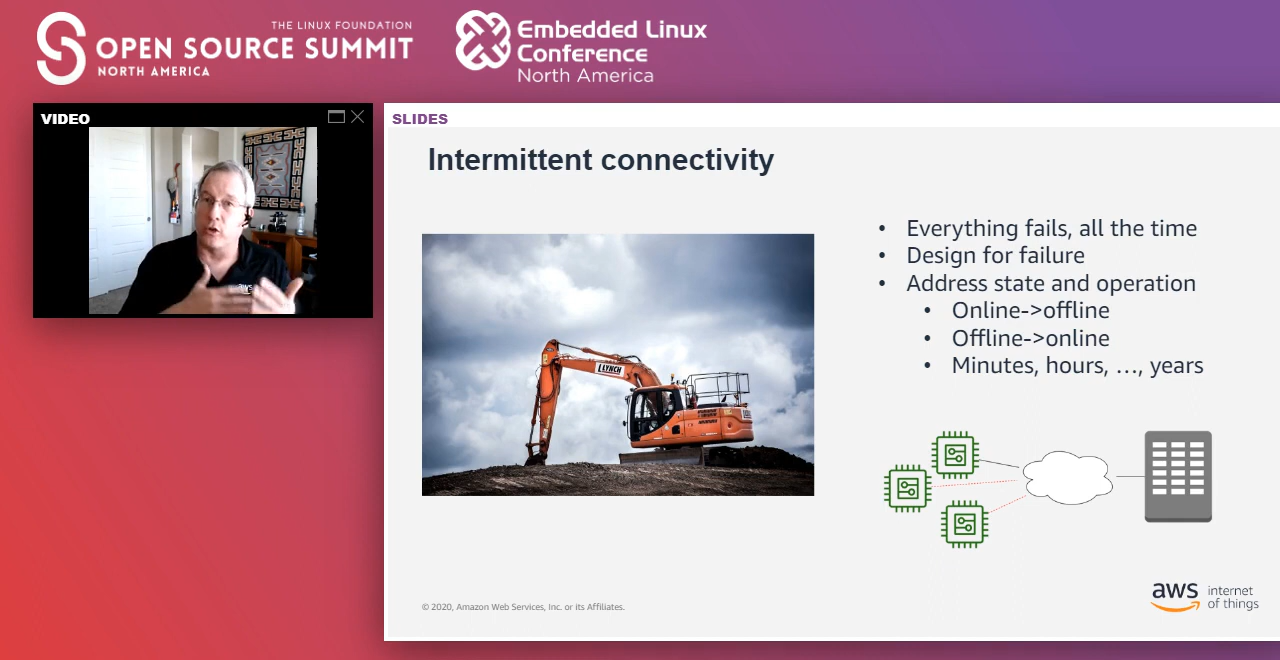 THE LINUX FOUNDATION
OPEN SOURCE SUMMIT
NORTH AMERICA
Embedded Linux
Conference
North America
VIDEO
aws
SLIDES
Intermittent connectivity
LYNCH
• Everything fails, all the time
• Design for failure
• Address state and operation
• Online->offline
• Offline->online
• Minutes, hours, …, years
© 2020, Amazon Web Services, Inc. or its Affiliates.
aws internet
of things